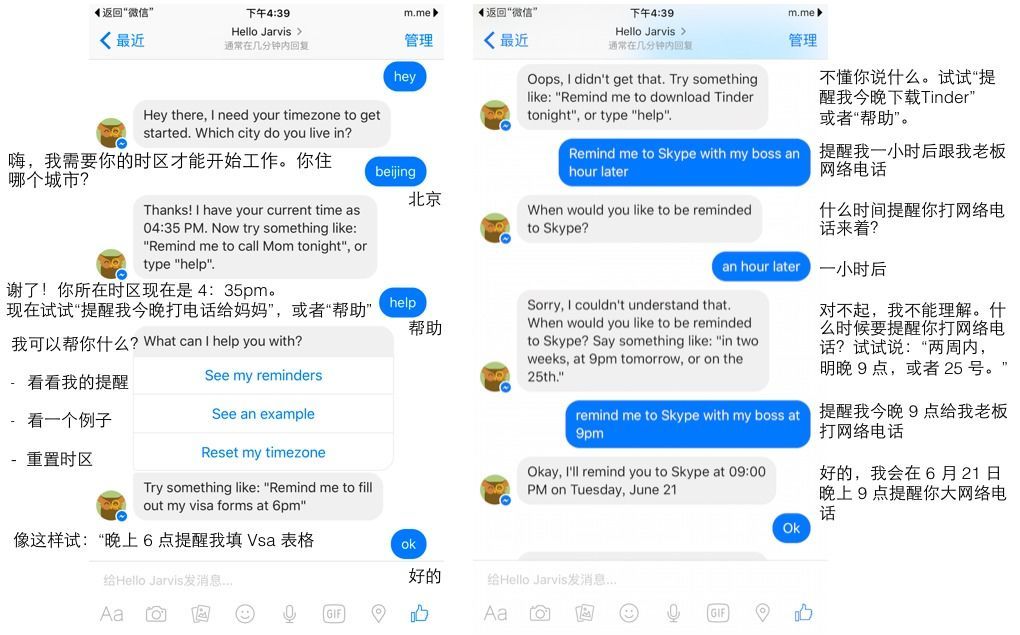 返回“微信”
下午4:39
m.me
最近
Hello Jarvis
通常在几分钟内回复
管理
hey
Hey there, I need your timezone to get
started. Which city do you live in?
嗨，我需要你的时区才能开始工作。你住
哪个城市？
beijing
北京
Thanks! I have your current time as
04:35 PM. Now try something like:
"Remind me to call Mom tonight", or
type "help".
谢了！你所在时区现在是 4：35pm。
现在试试“提醒我今晚打电话给妈妈”，或者“帮助”
help
帮助
我可以帮你什么？
What can I help you with?
- 看看我的提醒
See my reminders
- 看一个例子
See an example
- 重置时区
Reset my timezone
Try something like: "Remind me to fill
out my visa forms at 6pm"
像这样试：“晚上 6 点提醒我填 Vsa 表格
ok
好的
给Hello Jarvis发消息...
Aa
GIF
返回“微信”
下午4:39
m.me
最近
Hello Jarvis
通常在几分钟内回复
管理
Oops, I didn't get that. Try something
like: "Remind me to download Tinder
tonight", or type "help".
不懂你说什么。试试“提
醒我今晚下载Tinder”
或者“帮助”。
Remind me to Skype with my boss an
hour later
提醒我一小时后跟我老板
网络电话
When would you like to be reminded
to Skype?
什么时间提醒你打网络电
话来着？
an hour later
一小时后
Sorry, I couldn't understand that.
When would you like to be reminded
to Skype? Say something like: "in two
weeks, at 9pm tomorrow, or on the
25th."
对不起，我不能理解。什
么时候要提醒你打网络电
话？试试说：“两周内，
明晚 9 点，或者 25 号。”
remind me to Skype with my boss at
9pm
提醒我今晚 9 点给我老板
打网络电话
Okay, I'll remind you to Skype at 09:00
PM on Tuesday, June 21
好的，我会在 6 月 21 日
晚上 9 点提醒你大网络电
话
Ok
给Hello Jarvis发消息...
Aa
GIF